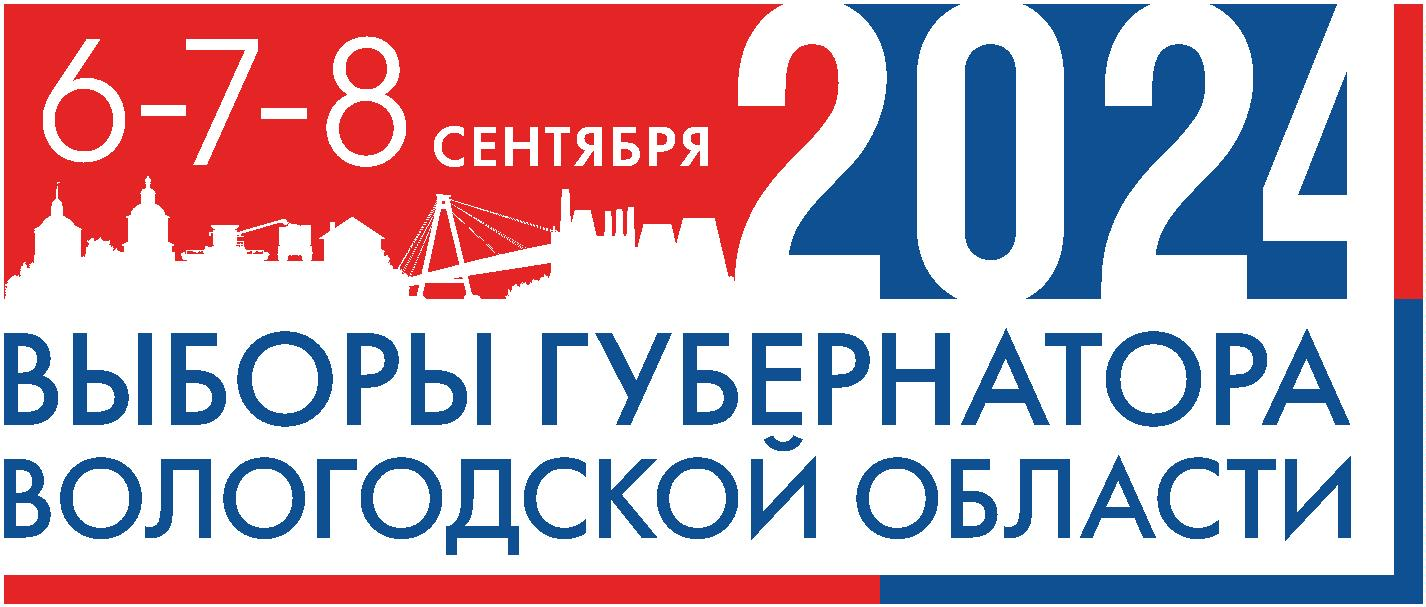 6-7-8 СЕНТЯБРЯ 2024
ВЫБОРЫ ГУБЕРНАТОРА
ВОЛОГОДСКОЙ ОБЛАСТИ